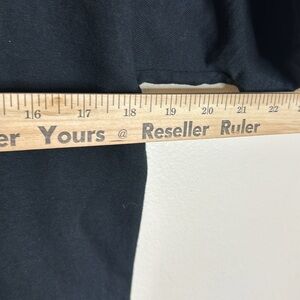 16 17 18 19 20 21 22
er Yours @ Reseller Ruler